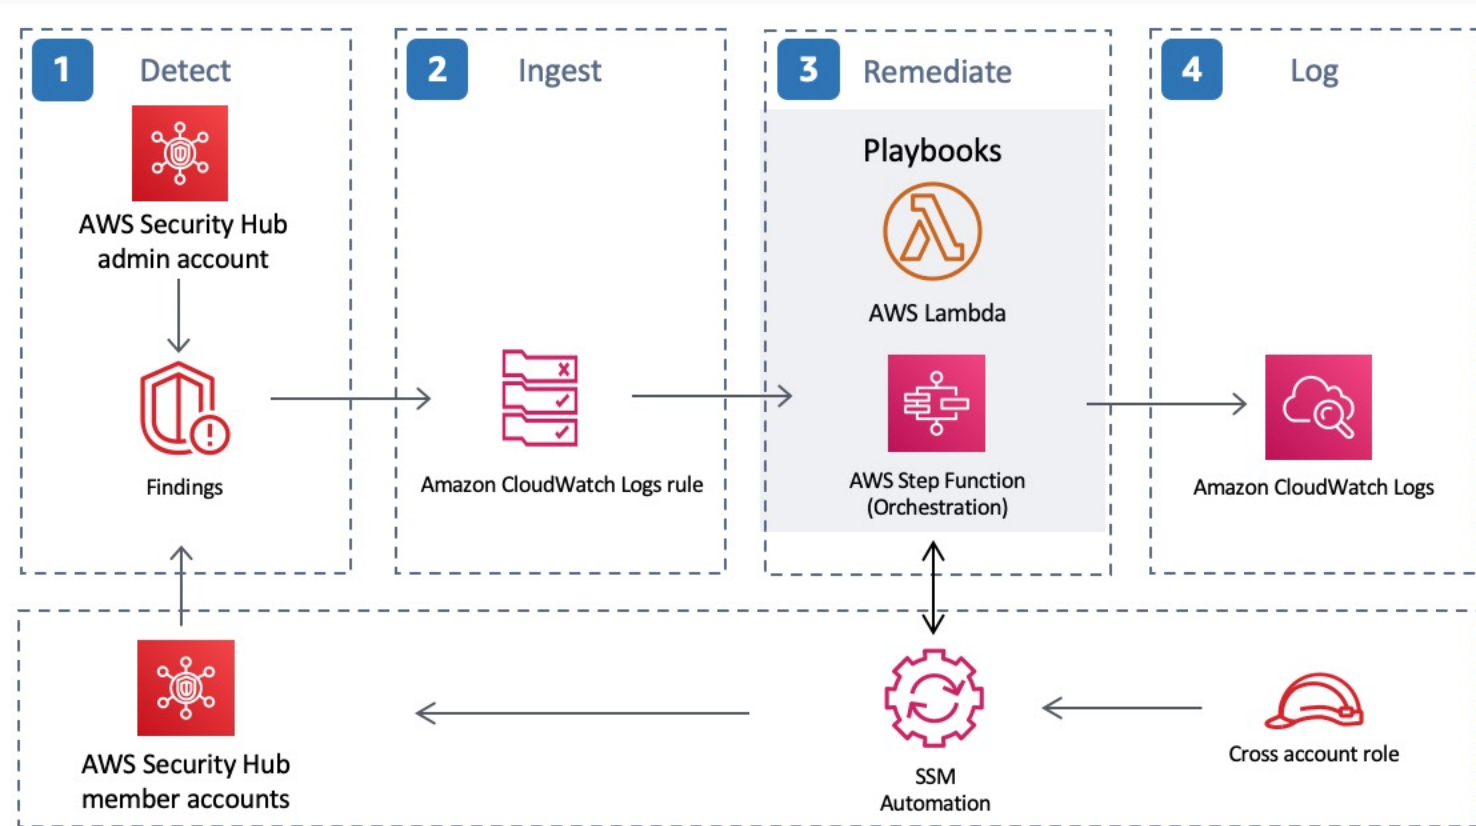 1
Detect
AWS Security Hub
admin account
Findings
2
Ingest
Amazon CloudWatch Logs rule
3
Remediate
Playbooks
AWS Lambda
AWS Step Function
(Orchestration)
4
Log
Amazon CloudWatch Logs
AWS Security Hub
member accounts
SSM
Automation
Cross account role